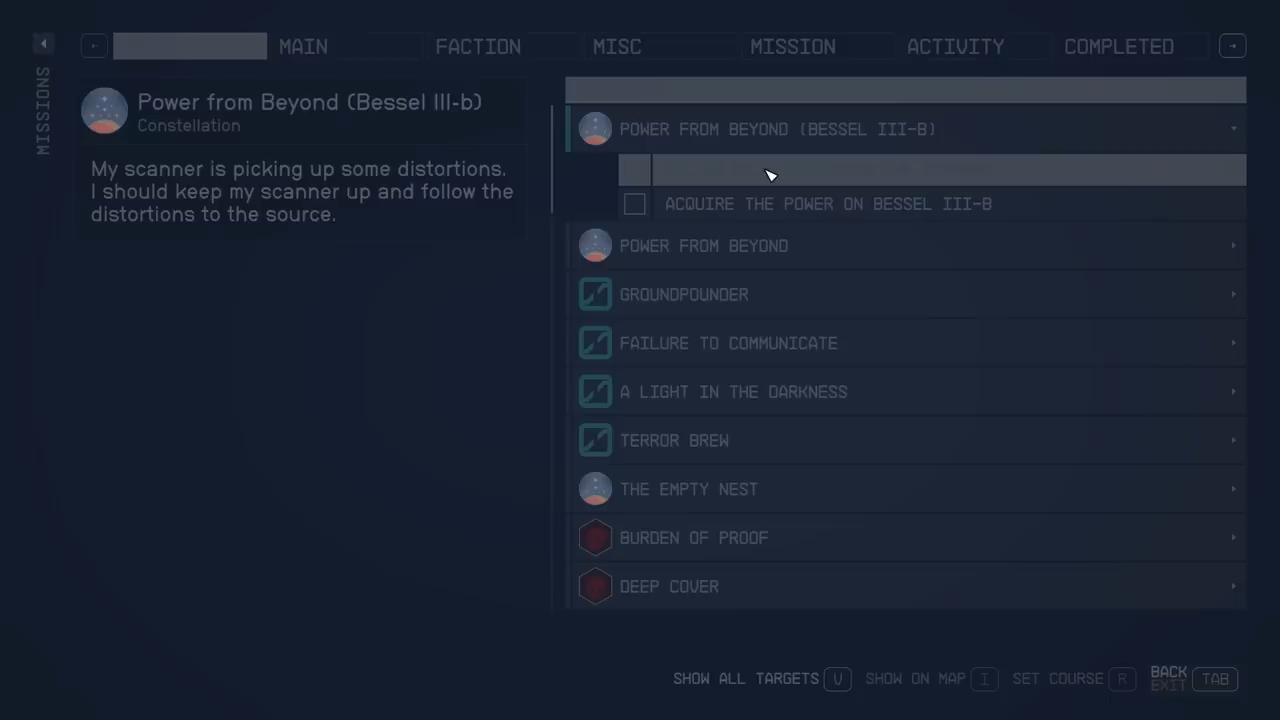 MISSIONS
MAIN
FACTION
MISC
MISSION
ACTIVITY
COMPLETED
Power from Beyond (Bessel III-b)
Constellation
My scanner is picking up some distortions.
I should keep my scanner up and follow the
distortions to the source.
POWER FROM BEYOND (BESSEL III-B)
ACQUIRE THE POWER ON BESSEL III-B
POWER FROM BEYOND
GROUNDPOUNDER
FAILURE TO COMMUNICATE
A LIGHT IN THE DARKNESS
TERROR BREW
THE EMPTY NEST
BURDEN OF PROOF
DEEP COVER
SHOW ALL TARGETS V SHOW ON MAP I SET COURSE R BACK TAB
EXIT